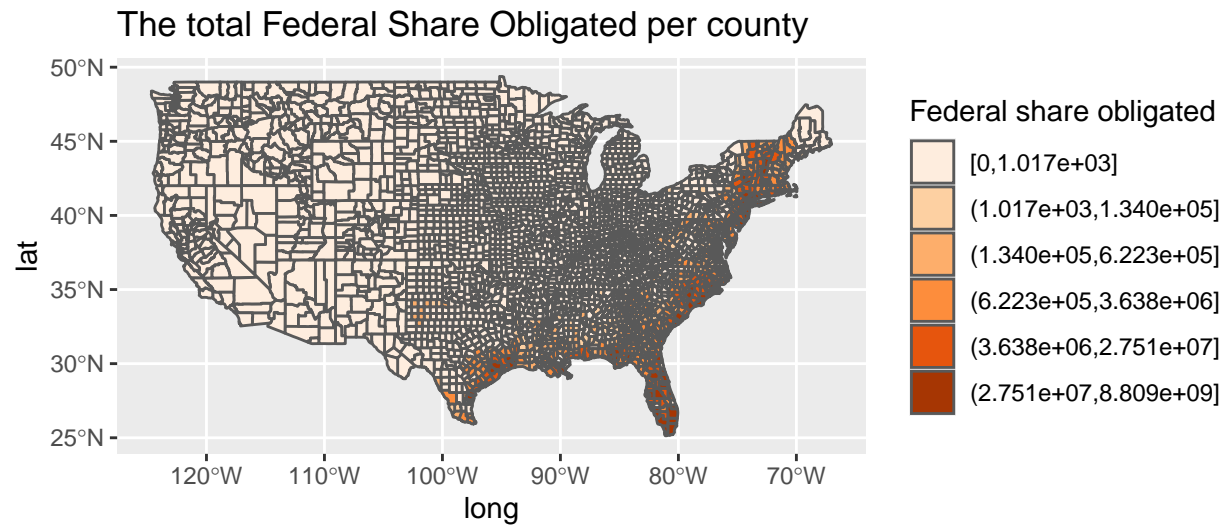 The total Federal Share Obligated per county
50°N
45°N
40°N
35°N
30°N
25°N
lat
120°W 110°W 100°W 90°W 80°W 70°W
long
Federal share obligated
[0,1.017e+03]
(1.017e+03,1.340e+05]
(1.340e+05,6.223e+05]
(6.223e+05,3.638e+06]
(3.638e+06,2.751e+07]
(2.751e+07,8.809e+09]